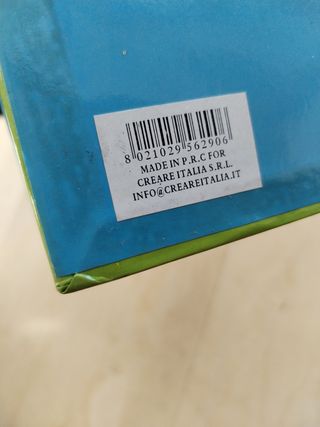 8 021029 562906
MADE IN P.R.C FOR
CREARE ITALIA S.R.L.
INFO@CREAREITALIA.IT